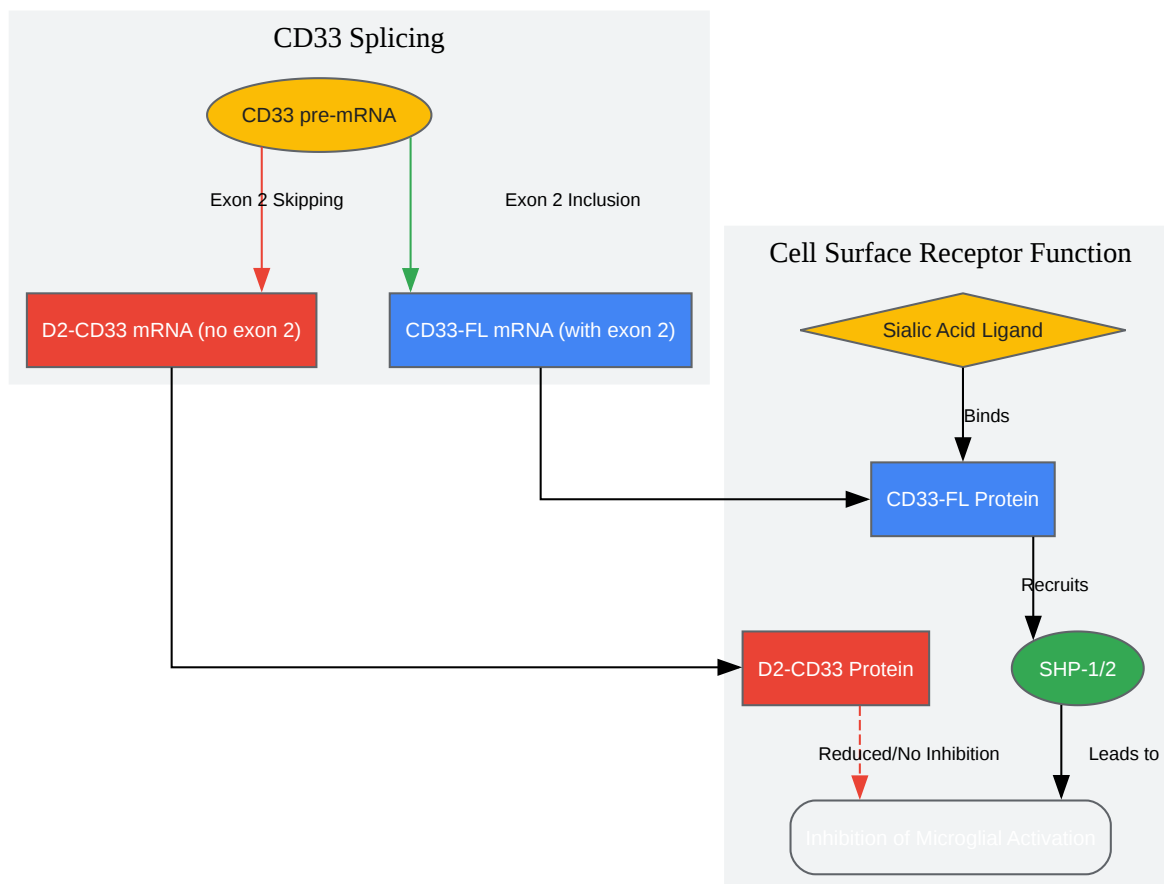 CD33 Splicing
CD33 pre-mRNA
Exon 2 Skipping
Exon 2 Inclusion
D2-CD33 mRNA (no exon 2)
CD33-FL mRNA (with exon 2)
Cell Surface Receptor Function
Sialic Acid Ligand
Binds
CD33-FL Protein
Recruits
D2-CD33 Protein
SHP-1/2
Reduced/No Inhibition
Leads to
Inhibition of Microglial Activation